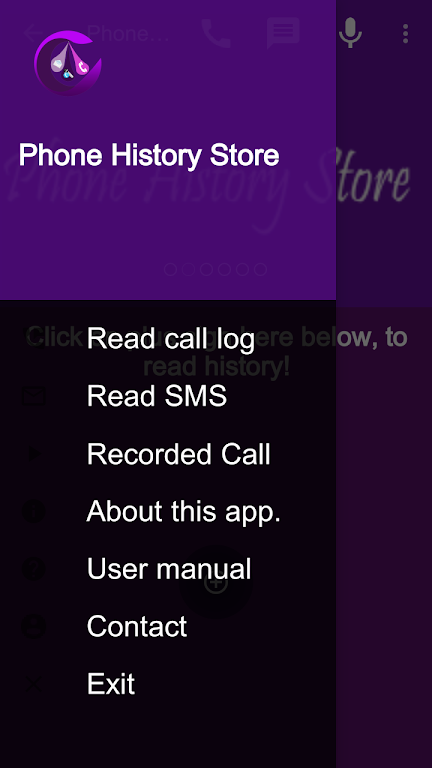 Phone...
Phone History Store
Phone History Store
Click
here below, to
read history!
Read call log
Read SMS
Recorded Call
About this app.
User manual
Contact
Exit